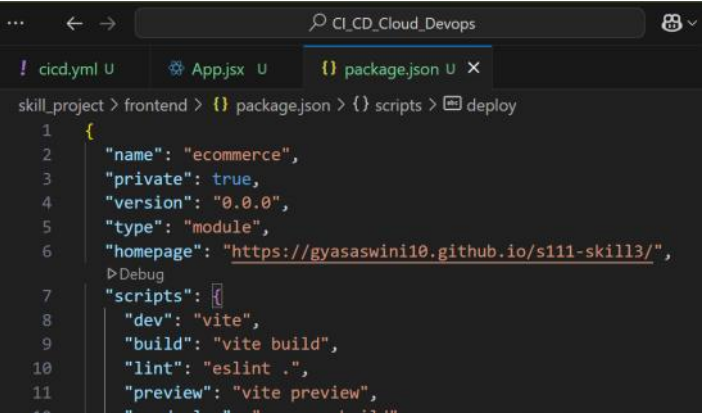 CI_CD_Cloud_Devops
cicd.yml U App.jsx U {} package.json U
skill_project > frontend > {} package.json > {} scripts > deploy
1 {
2 "name": "ecommerce",
3 "private": true,
4 "version": "0.0.0",
5 "type": "module",
6 "homepage": "https://gyasaswini10.github.io/s111-skill3/",
Debug
7 "scripts": {
8 "dev": "vite",
9 "build": "vite build",
10 "lint": "eslint .",
11 "preview": "vite preview",